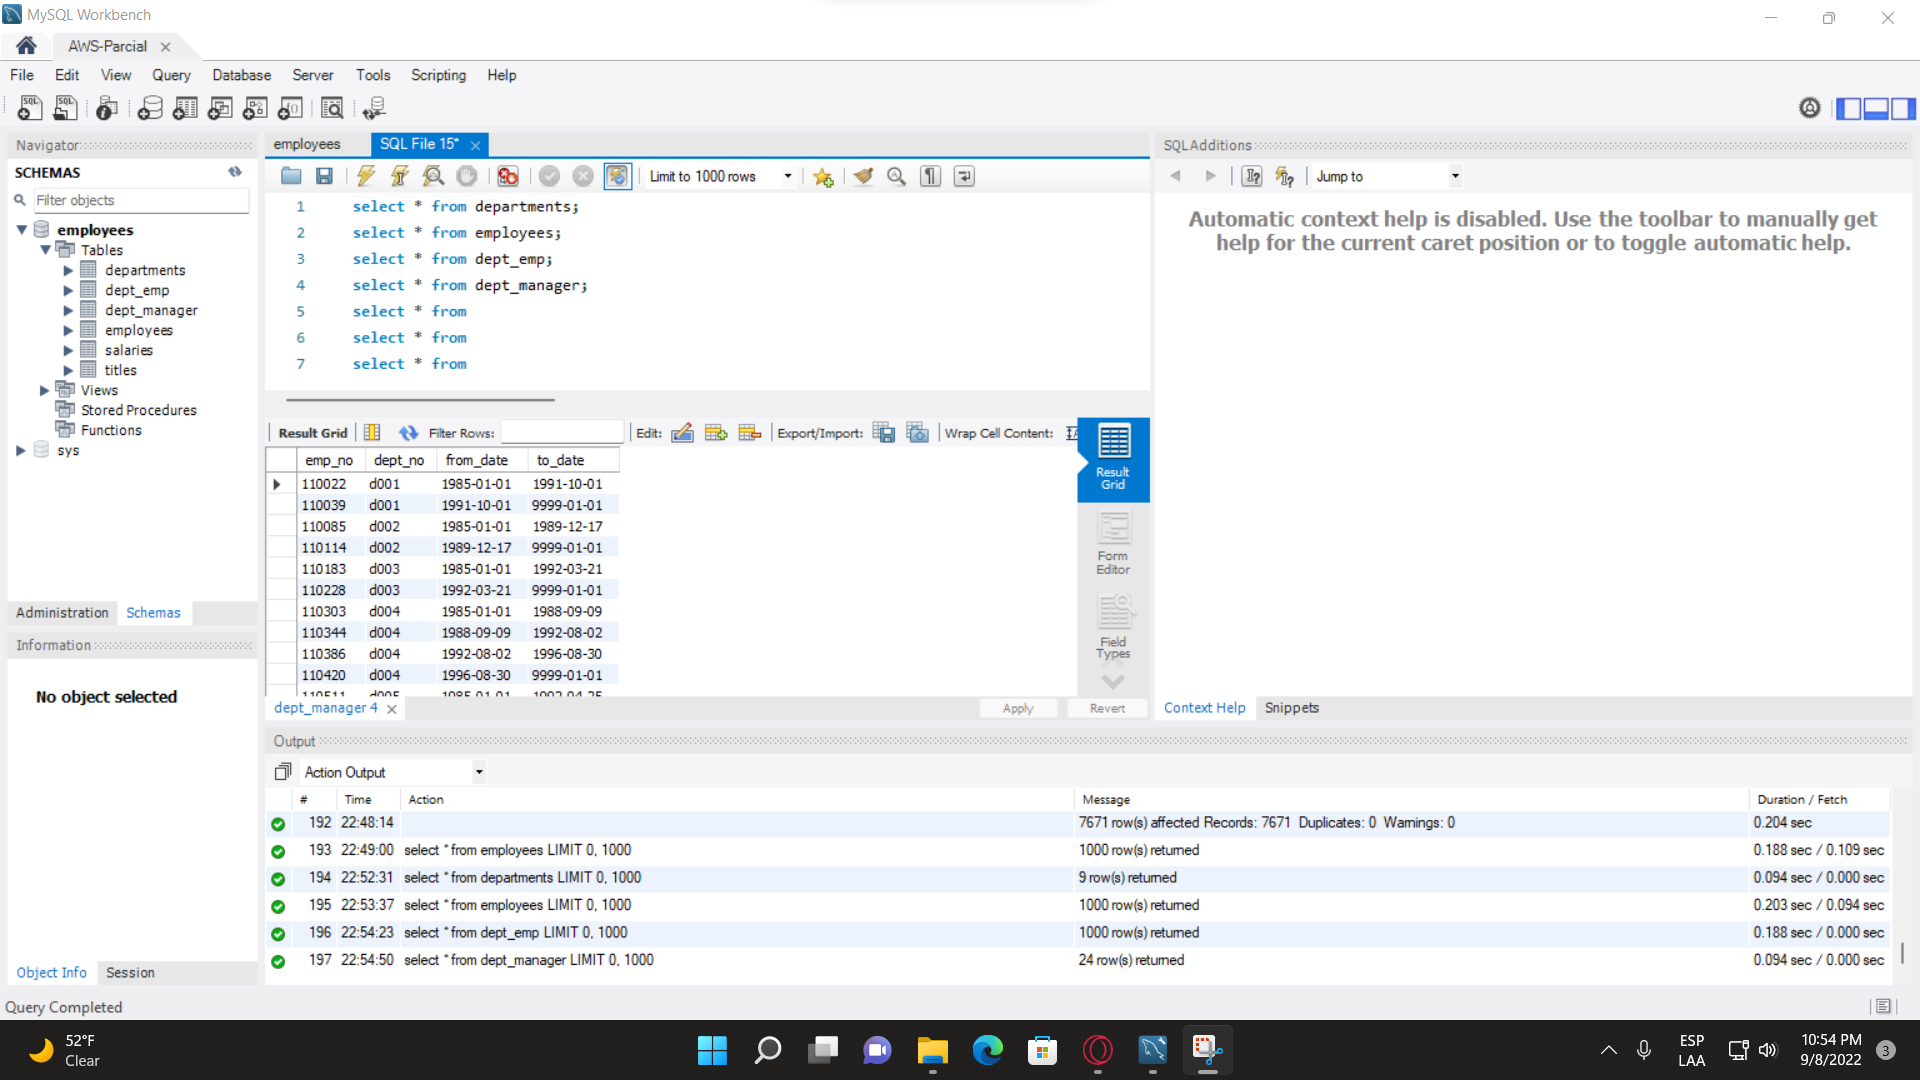 MySQL Workbench
AWS-Parcial
File Edit View Query Database Server Tools Scripting Help
Navigator
SCHEMAS
Filter objects
employees
Tables
departments
dept_emp
dept_manager
employees
salaries
titles
Views
Stored Procedures
Functions
sys
Administration Schemas
Information
No object selected
Object Info Session
employees SQL File 15*
Limit to 1000 rows
1 select * from departments;
2 select * from employees;
3 select * from dept_emp;
4 select * from dept_manager;
5 select * from
6 select * from
7 select * from
Result Grid Filter Rows: Edit: Export/Import: Wrap Cell Content:
emp_no dept_no from_date to_date
110022 d001 1985-01-01 1991-10-01
110039 d001 1991-10-01 9999-01-01
110085 d002 1985-01-01 1989-12-17
110114 d002 1989-12-17 9999-01-01
110183 d003 1985-01-01 1992-03-21
110228 d003 1992-03-21 9999-01-01
110303 d004 1985-01-01 1988-09-09
110344 d004 1988-09-09 1992-08-02
110386 d004 1992-08-02 1996-08-30
110420 d004 1996-08-30 9999-01-01
110511 d005 1985-01-01 1992-04-25
Result
Grid
Form
Editor
Field
Types
dept_manager 4
Apply Revert
SQLAdditions
Jump to
Automatic context help is disabled. Use the toolbar to manually get
help for the current caret position or to toggle automatic help.
Context Help Snippets
Output
Action Output
# Time Action Message Duration / Fetch
192 22:48:14 7671 row(s) affected Records: 7671 Duplicates: 0 Warnings: 0 0.204 sec
193 22:49:00 select * from employees LIMIT 0, 1000 1000 row(s) returned 0.188 sec / 0.109 sec
194 22:52:31 select * from departments LIMIT 0, 1000 9 row(s) returned 0.094 sec / 0.000 sec
195 22:53:37 select * from employees LIMIT 0, 1000 1000 row(s) returned 0.203 sec / 0.094 sec
196 22:54:23 select * from dept_emp LIMIT 0, 1000 1000 row(s) returned 0.188 sec / 0.000 sec
197 22:54:50 select * from dept_manager LIMIT 0, 1000 24 row(s) returned 0.094 sec / 0.000 sec
Query Completed
52°F
Clear
ESP
LAA
10:54 PM
9/8/2022
3